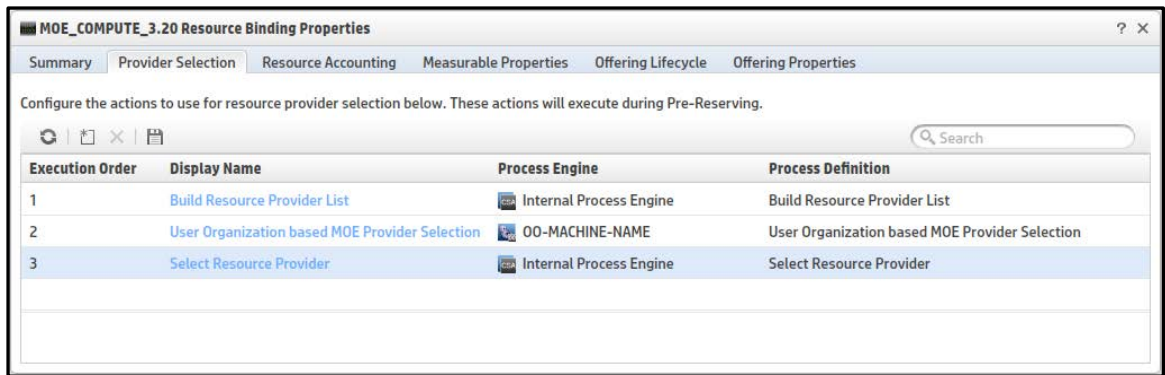 MOE_COMPUTE_3.20 Resource Binding Properties ? ×
Summary Provider Selection Resource Accounting Measurable Properties Offering Lifecycle Offering Properties
Configure the actions to use for resource provider selection below. These actions will execute during Pre-Reserving.
Search
Execution Order Display Name Process Engine Process Definition
1 Build Resource Provider List CSA Internal Process Engine Build Resource Provider List
2 User Organization based MOE Provider Selection OO-MACHINE-NAME User Organization based MOE Provider Selection
3 Select Resource Provider CSA Internal Process Engine Select Resource Provider